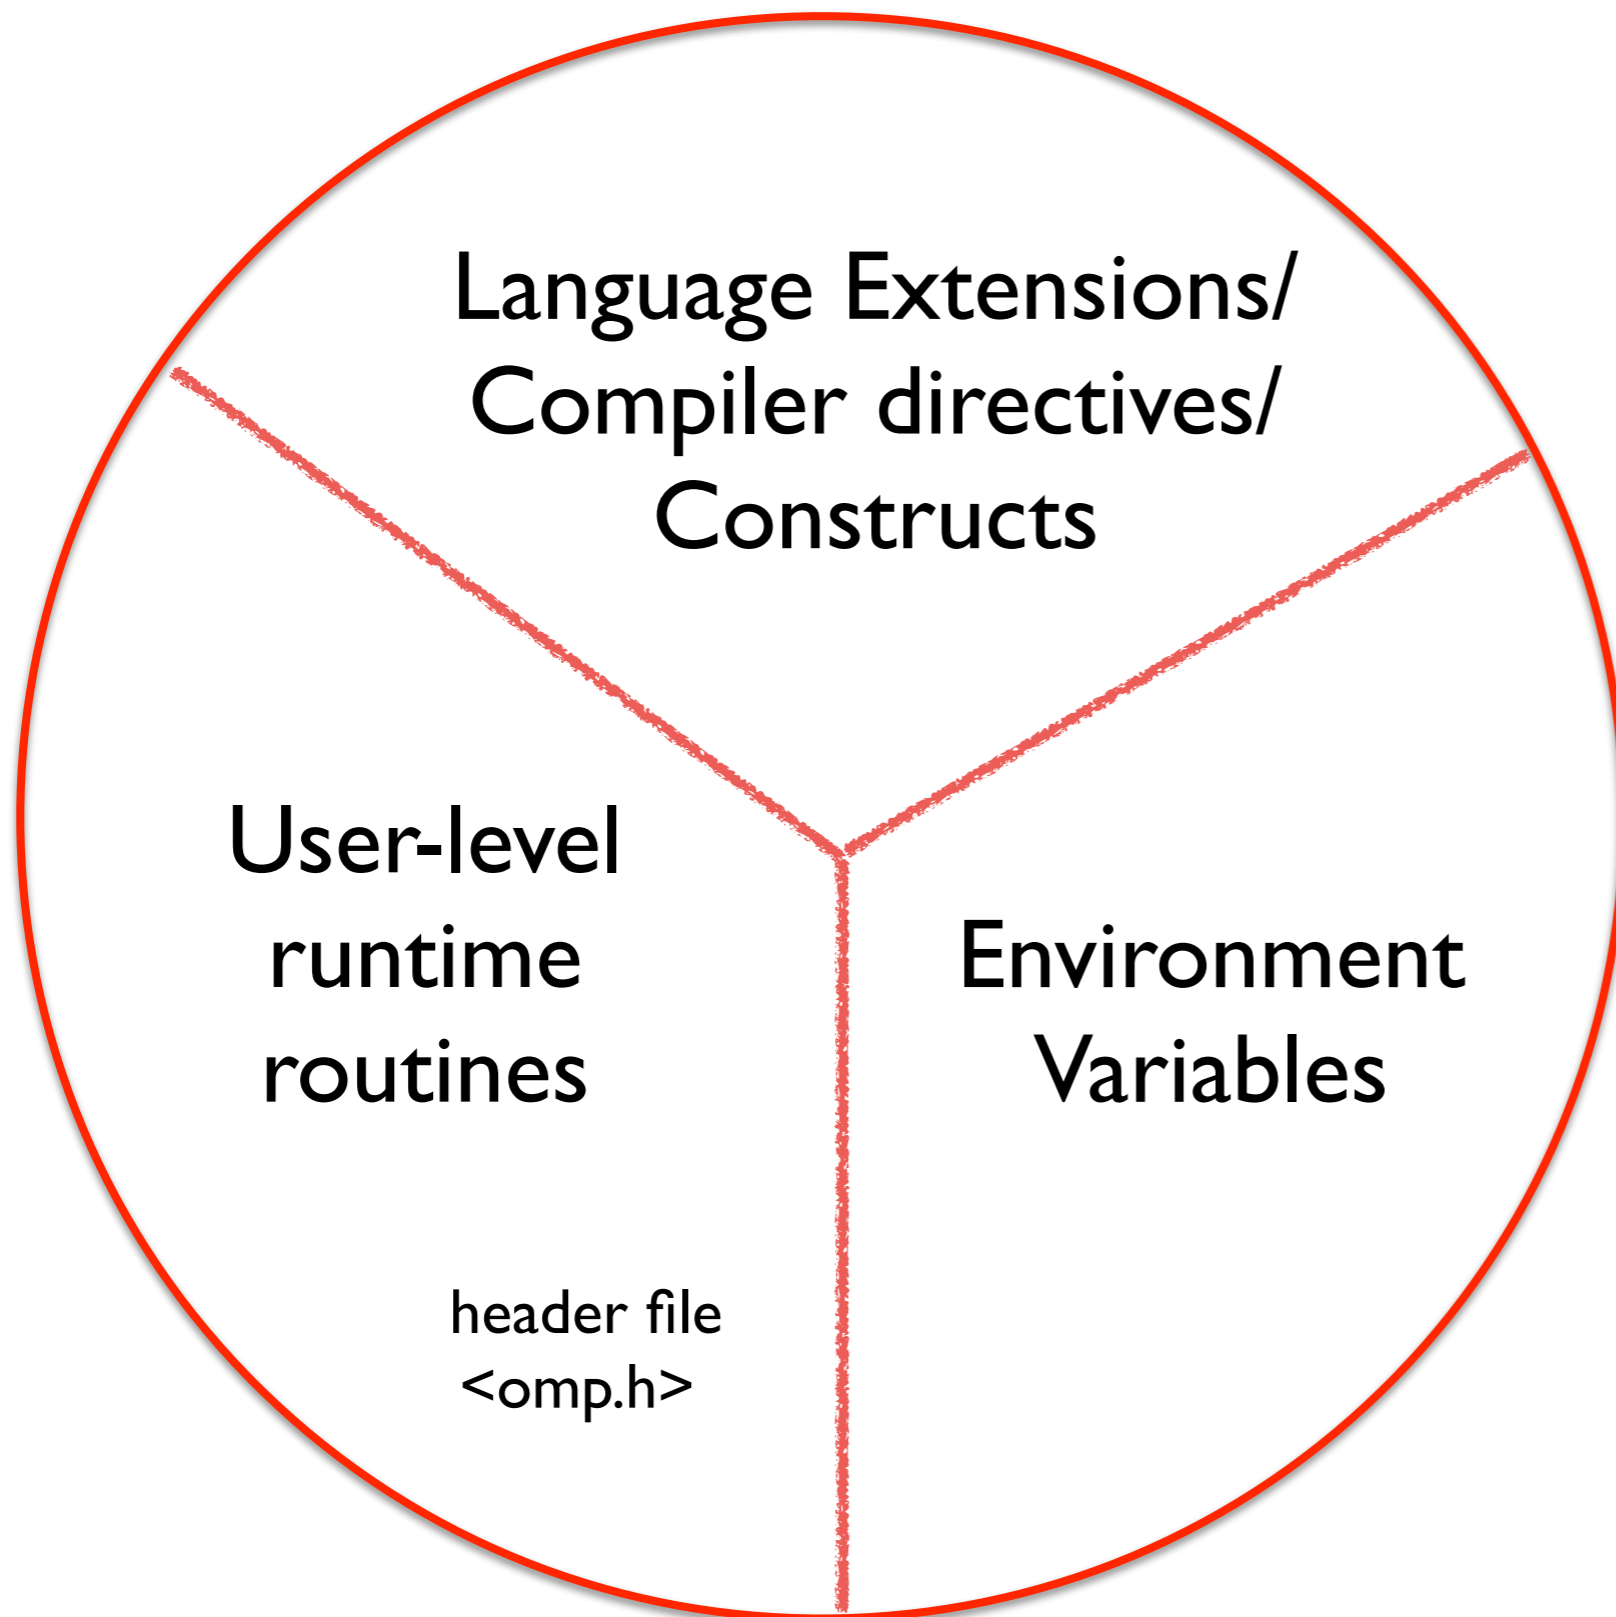 Language Extensions/
Compiler directives/
Constructs
User-level
runtime
routines
header file
<omp.h>
Environment
Variables